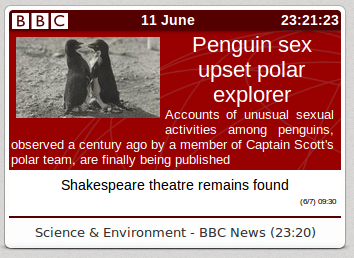 BBC 11 June 23:21:23
Penguin sex
upset polar
explorer
Accounts of unusual sexual
activities among penguins,
observed a century ago by a member of Captain Scott's
polar team, are finally being published
Shakespeare theatre remains found
(6/7) 09:30
Science & Environment - BBC News (23:20)